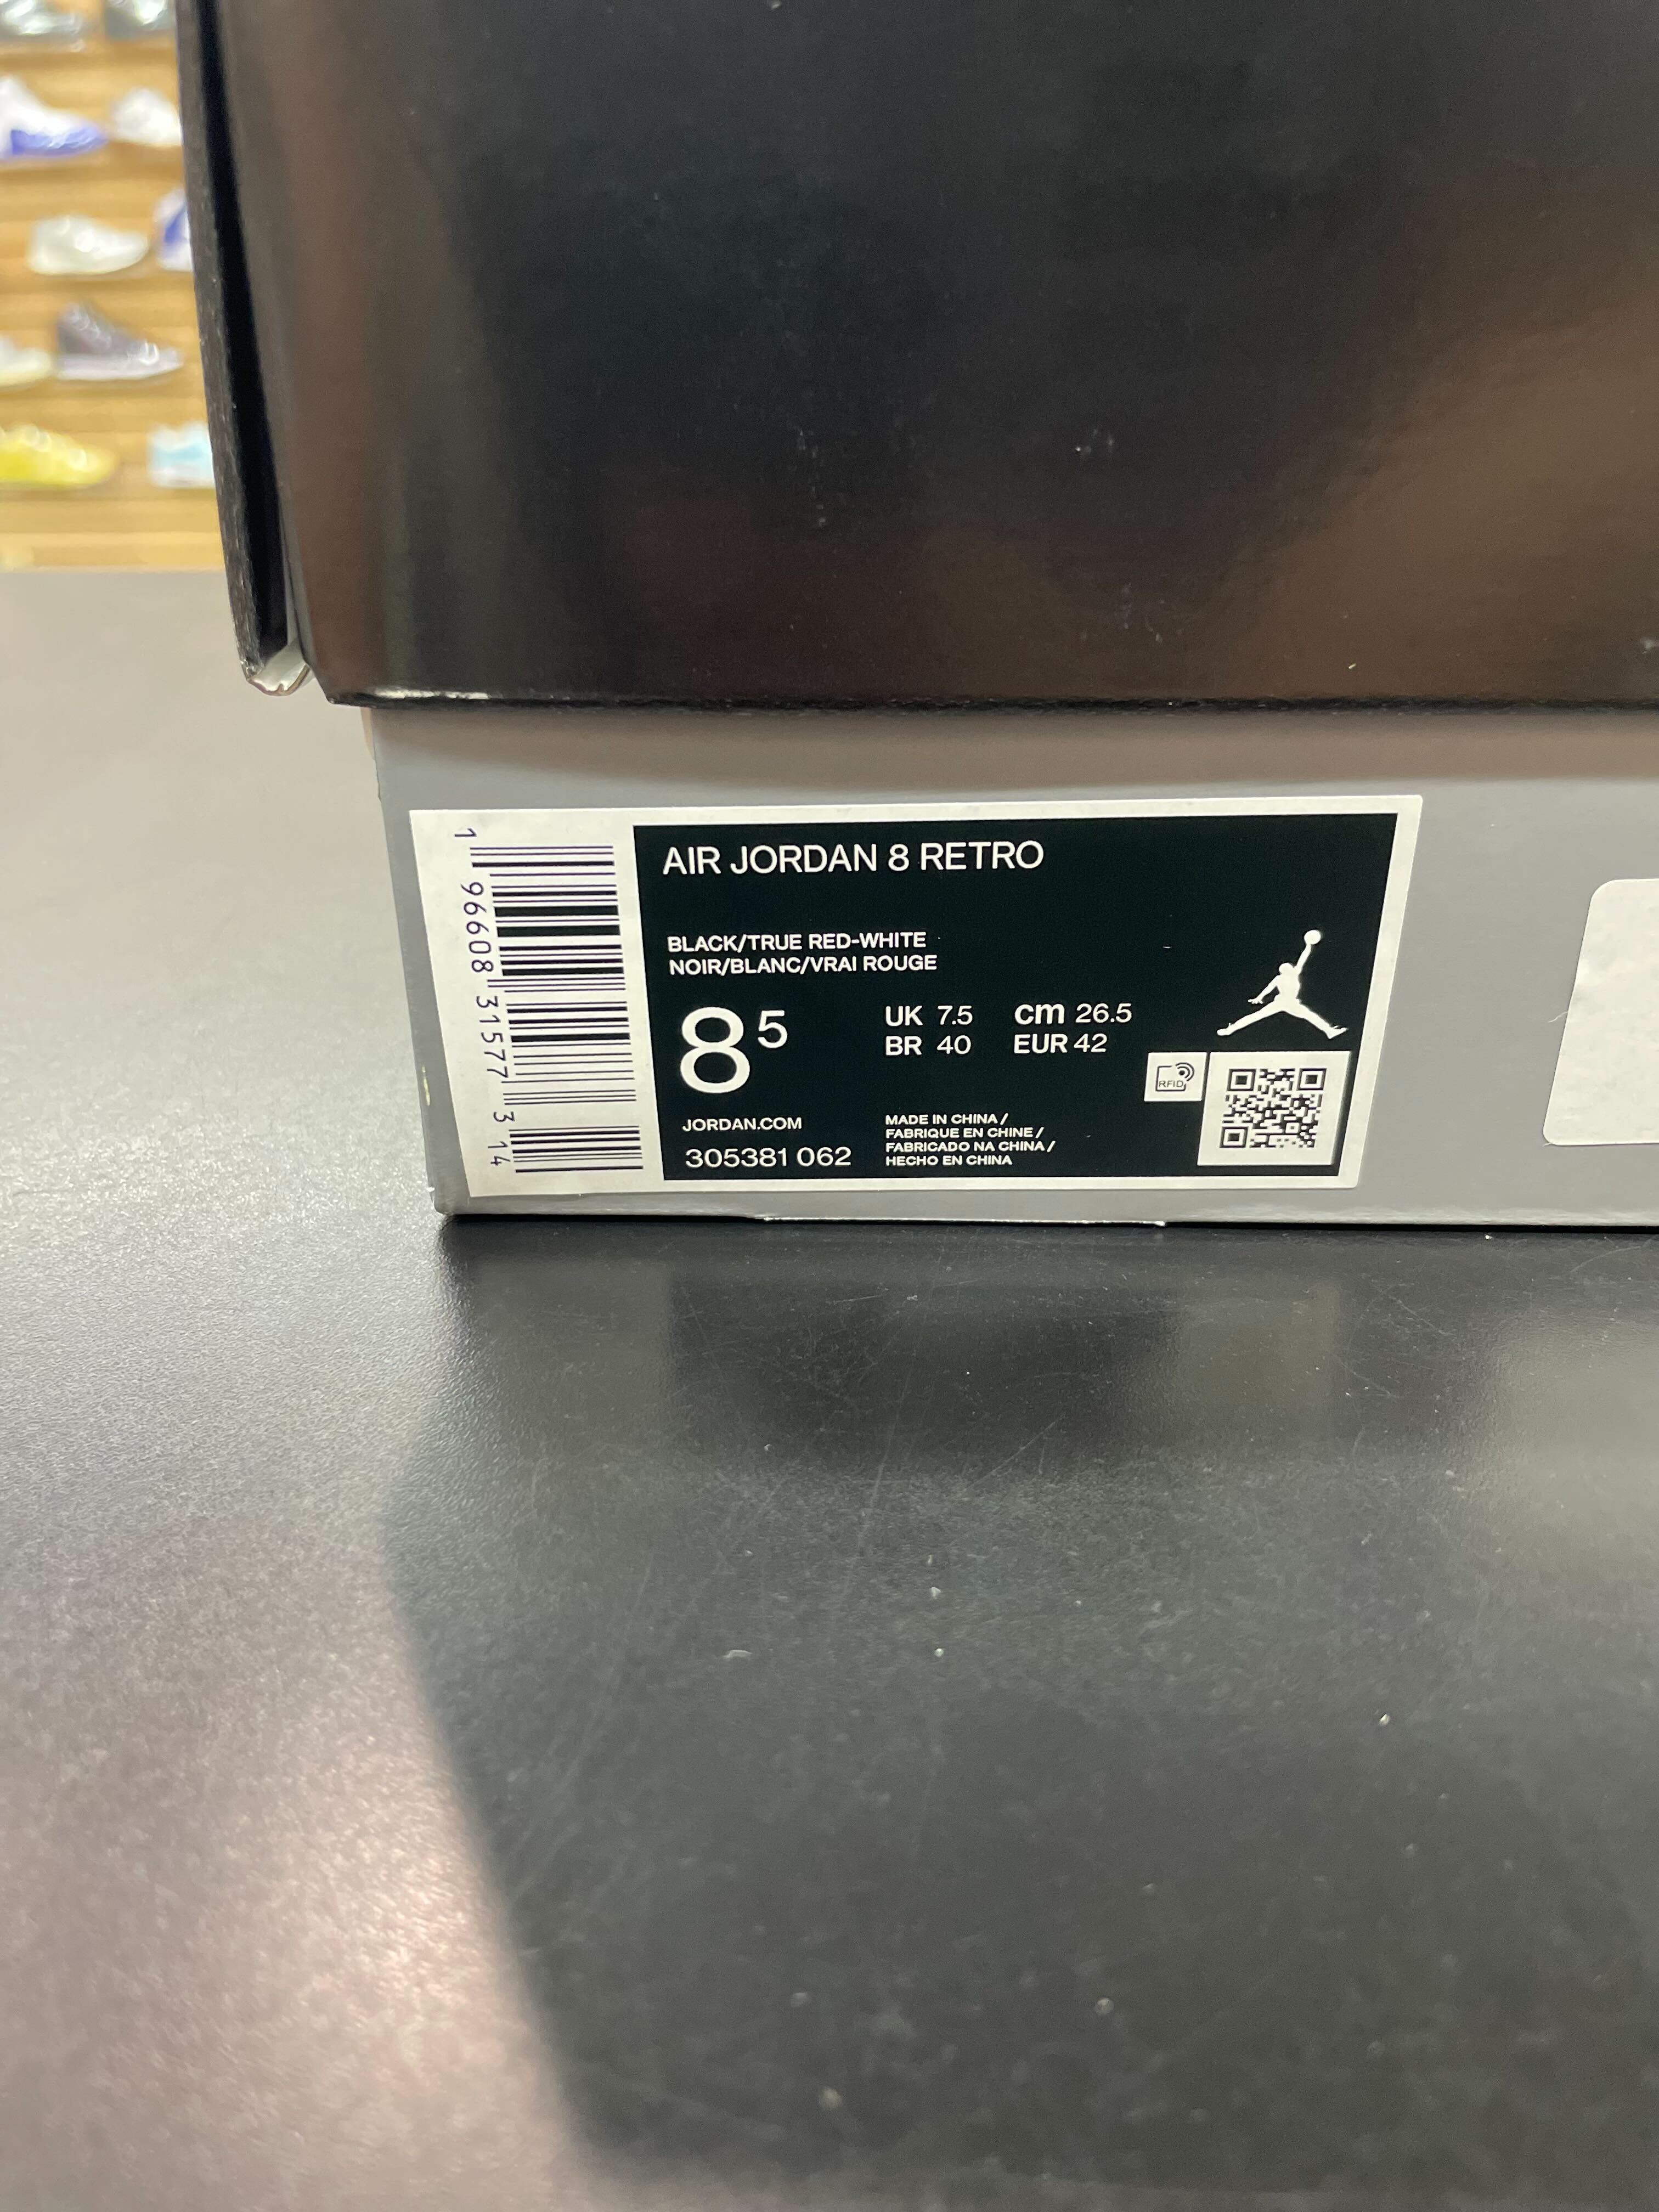 1 96608 31577 3 14
AIR JORDAN 8 RETRO
BLACK/TRUE RED-WHITE
NOIR/BLANC/VRAI ROUGE
8 5
UK 7.5 cm 26.5
BR 40 EUR 42
RFID
JORDAN.COM
305381 062
MADE IN CHINA /
FABRIQUE EN CHINE /
FABRICADO NA CHINA /
HECHO EN CHINA